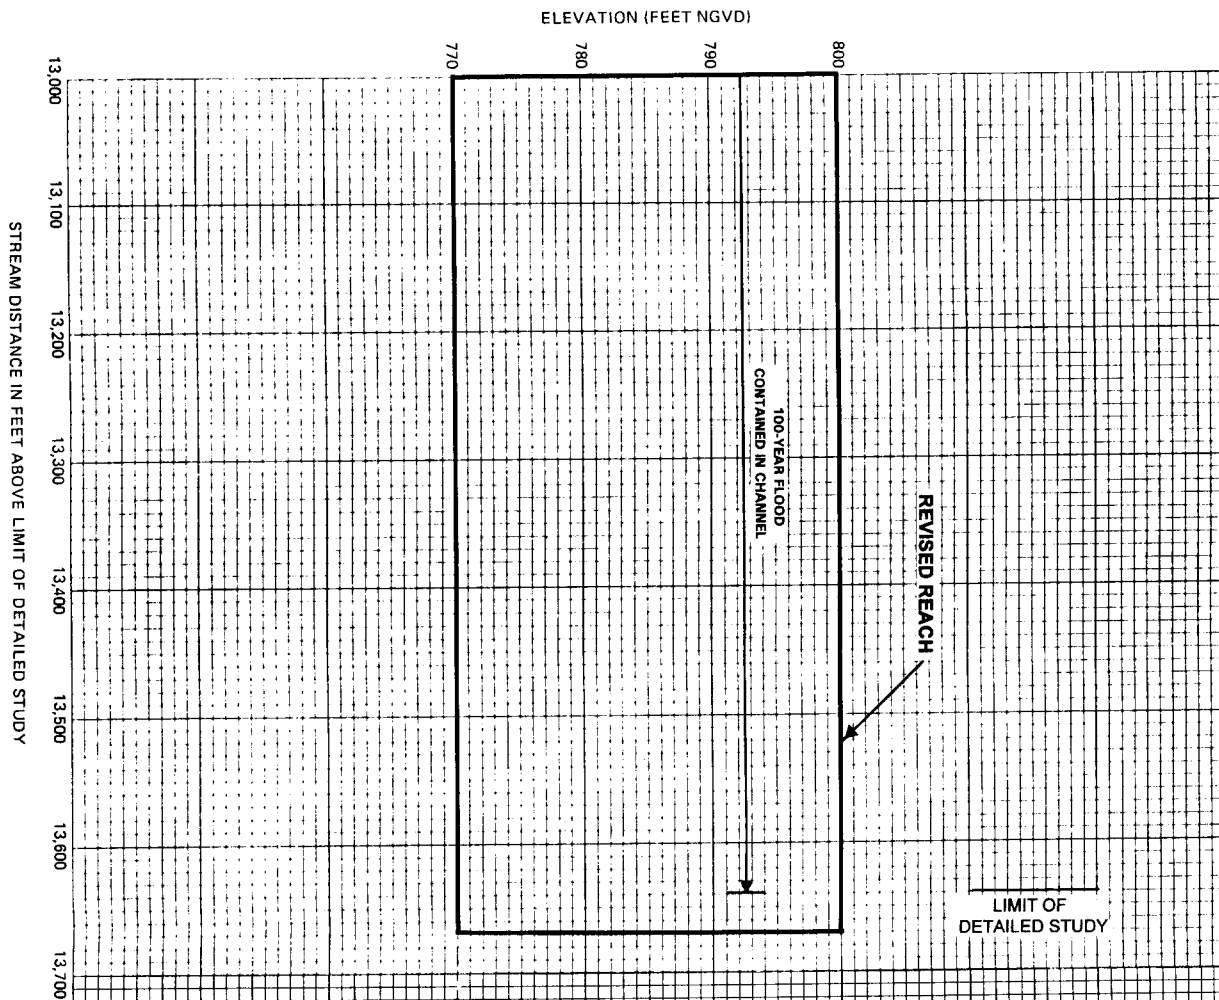 ELEVATION (FEET NGVD)
770
780
790
800
13,000
13,100
13,200
13,300
13,400
13,500
13,600
13,700
STREAM DISTANCE IN FEET ABOVE LIMIT OF DETAILED STUDY
100-YEAR FLOOD
CONTAINED IN CHANNEL
REVISED REACH
LIMIT OF
DETAILED STUDY